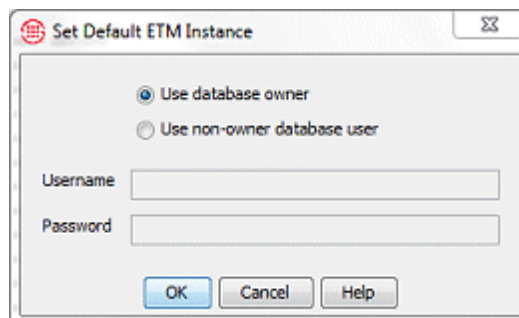 Set Default ETM Instance
Use database owner
Use non-owner database user
Username
Password
OK Cancel Help